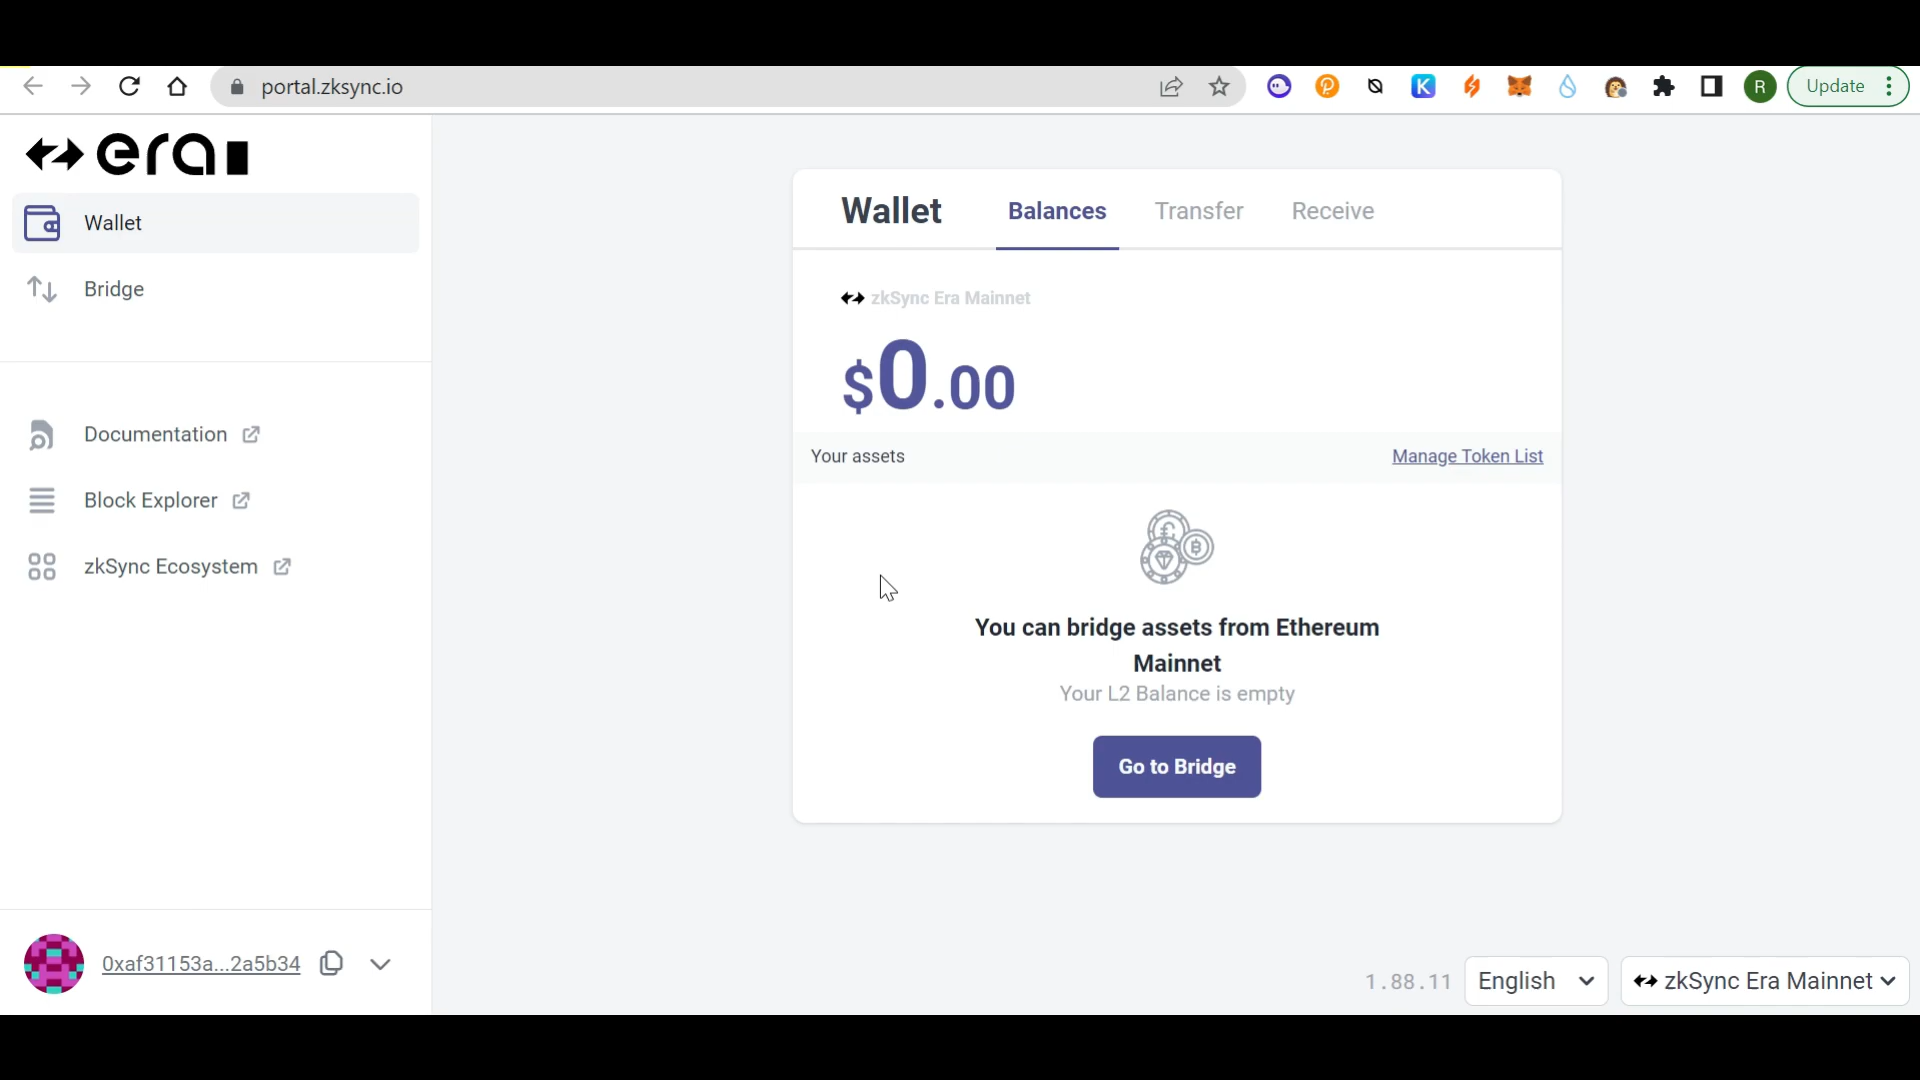 portal.zksync.io
R
Update
era
Wallet
Bridge
Documentation
Block Explorer
zkSync Ecosystem
0xaf31153a...2a5b34
Wallet
Balances
Transfer
Receive
zkSync Era Mainnet
$0.00
Your assets
Manage Token List
You can bridge assets from Ethereum
Mainnet
Your L2 Balance is empty
Go to Bridge
1.88.11
English
zkSync Era Mainnet